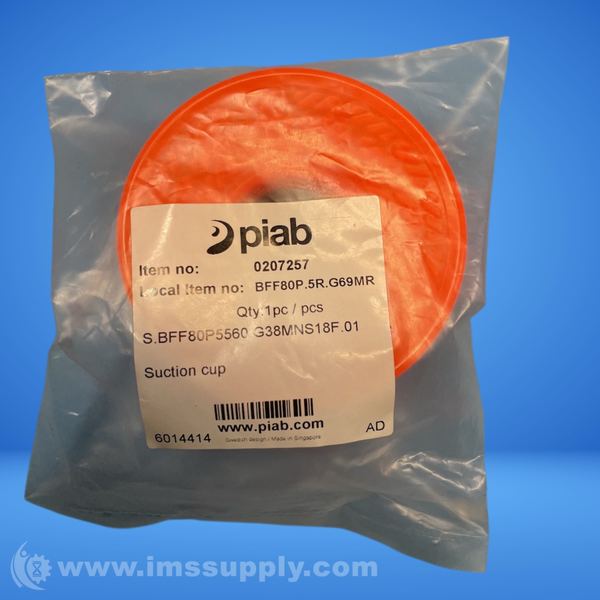 piab
Item no: 0207257
Local Item no: BFF80P.5R.G69MR
Qty:1pc / pcs
S.BFF80P5560.G38MNS18F.01
Suction cup
www.piab.com
6014414 Swedish design / Made in Singapore AD
www.imssupply.com